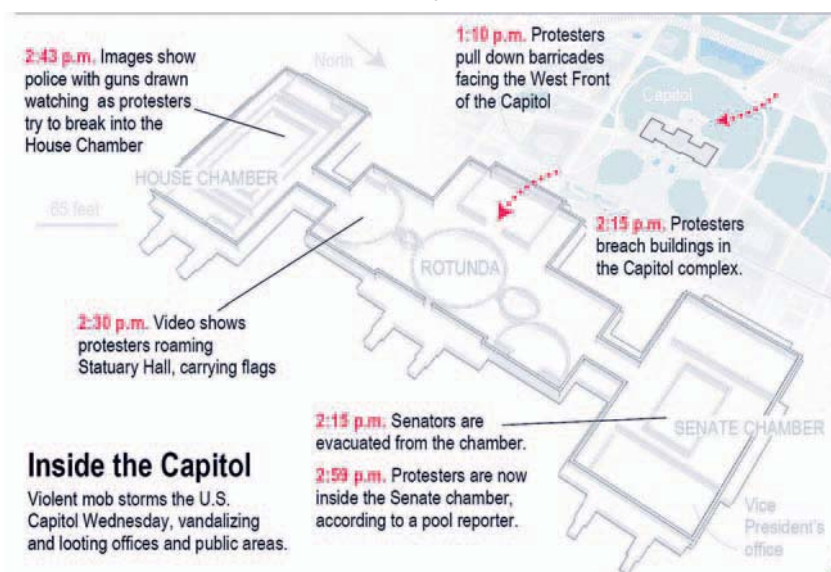 2:43 p.m. Images show
police with guns drawn
watching as protesters
try to break into the
House Chamber
North
1:10 p.m. Protesters
pull down barricades
facing the West Front
of the Capitol
Capitol
HOUSE CHAMBER
65 feet
ROTUNDA
2:15 p.m. Protesters
breach buildings in
the Capitol complex.
2:30 p.m. Video shows
protesters roaming
Statuary Hall, carrying flags
2:15 p.m. Senators are
evacuated from the chamber.
SENATE CHAMBER
2:59 p.m. Protesters are now
inside the Senate chamber,
according to a pool reporter.
Inside the Capitol
Violent mob storms the U.S.
Capitol Wednesday, vandalizing
and looting offices and public areas.
Vice
President's
office